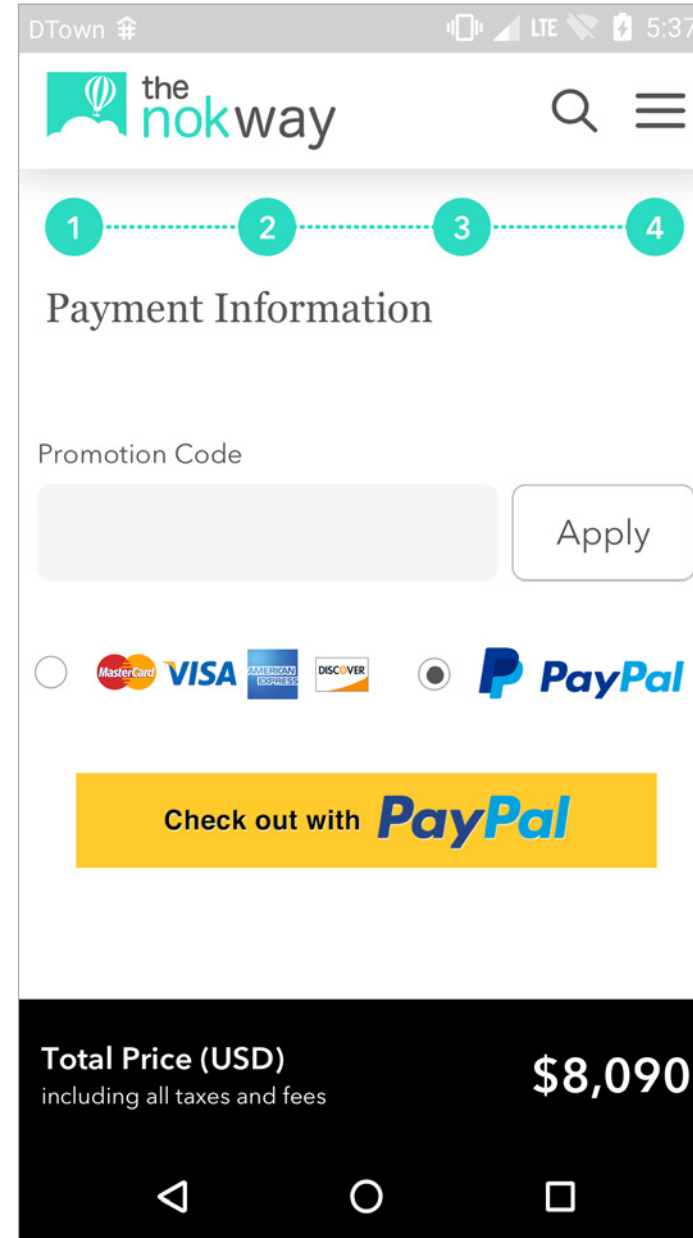 DTown LTE 5:37
the
nokway
1 2 3 4
Payment Information
Promotion Code
Apply
MasterCard VISA AMERICAN EXPRESS DISCOVER PayPal
Check out with PayPal
Total Price (USD) $8,090
including all taxes and fees